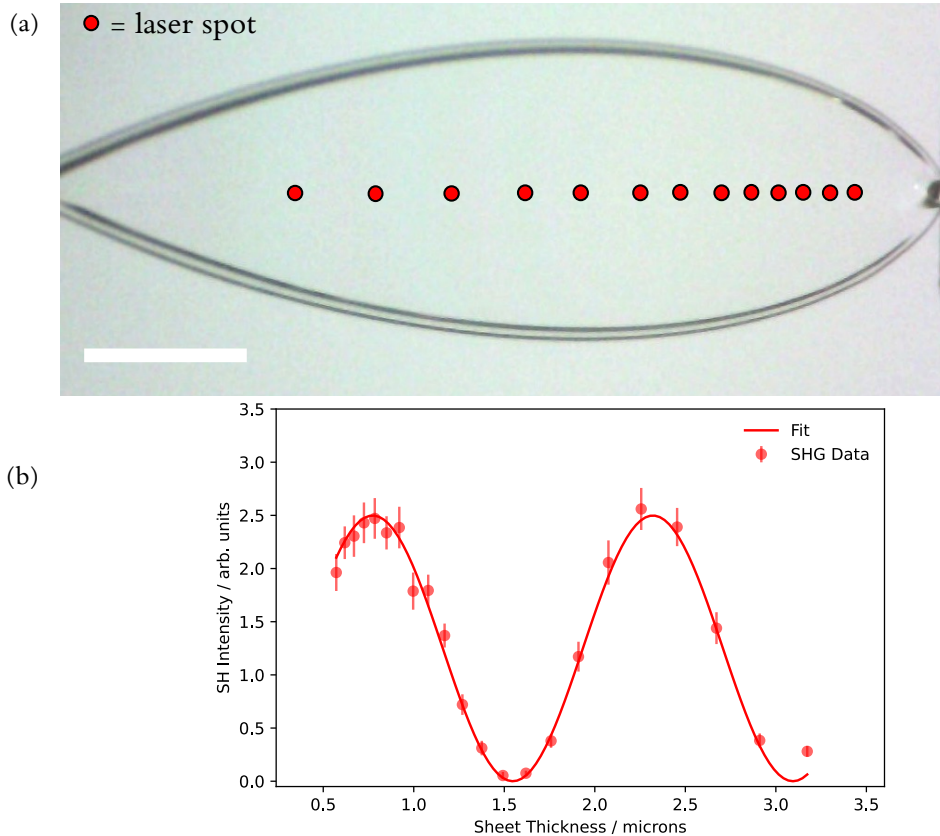 (a)
= laser spot
(b)
3.5
3.0
2.5
2.0
1.5
1.0
0.5
0.0
SH Intensity / arb. units
Fit
SHG Data
0.5 1.0 1.5 2.0 2.5 3.0 3.5
Sheet Thickness / microns